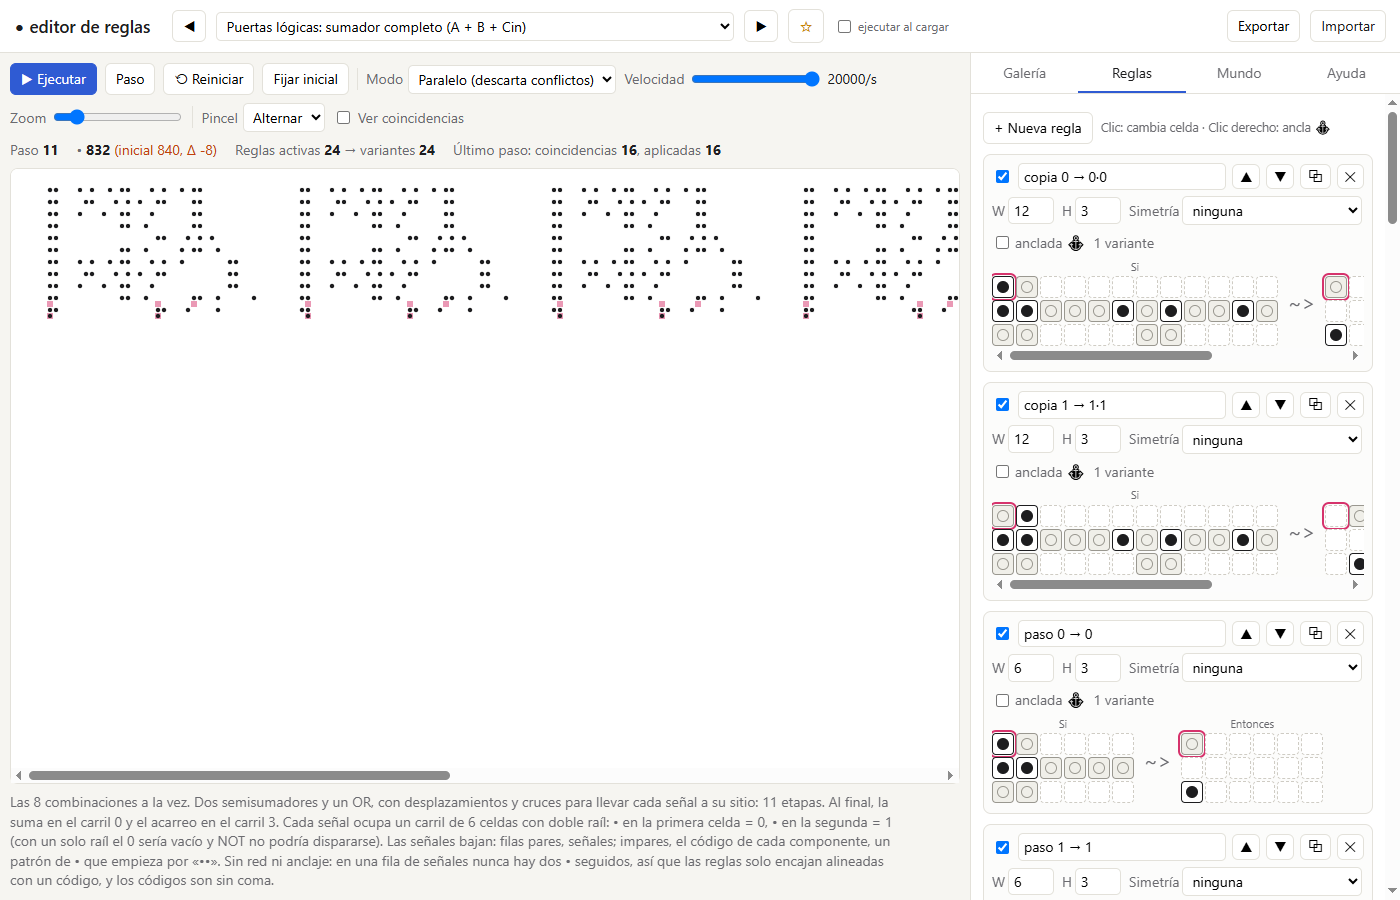 • editor de reglas
◀
Puertas lógicas: sumador completo (A + B + Cin)
▶
☆
ejecutar al cargar
Exportar
Importar
▶ Ejecutar
Paso
Reiniciar
Fijar inicial
Modo
Paralelo (descarta conflictos)
Velocidad
20000/s
Zoom
Pincel
Alternar
Ver coincidencias
Paso 11 • 832 (inicial 840, Δ -8) Reglas activas 24 → variantes 24 Último paso: coincidencias 16, aplicadas 16
Las 8 combinaciones a la vez. Dos semisumadores y un OR, con desplazamientos y cruces para llevar cada señal a su sitio: 11 etapas. Al final, la
suma en el carril 0 y el acarreo en el carril 3. Cada señal ocupa un carril de 6 celdas con doble raíl: • en la primera celda = 0, • en la segunda = 1
(con un solo raíl el 0 sería vacío y NOT no podría dispararse). Las señales bajan: filas pares, señales; impares, el código de cada componente, un
patrón de • que empieza por «••». Sin red ni anclaje: en una fila de señales nunca hay dos • seguidos, así que las reglas solo encajan alineadas
con un código, y los códigos son sin coma.
Galería
Reglas
Mundo
Ayuda
+ Nueva regla
Clic: cambia celda · Clic derecho: ancla
copia 0 → 0·0
W 12 H 3 Simetría ninguna
anclada 1 variante
Si
~>
copia 1 → 1·1
W 12 H 3 Simetría ninguna
anclada 1 variante
Si
~>
paso 0 → 0
W 6 H 3 Simetría ninguna
anclada 1 variante
Si
Entonces
~>
paso 1 → 1
W 6 H 3 Simetría ninguna
anclada 1 variante